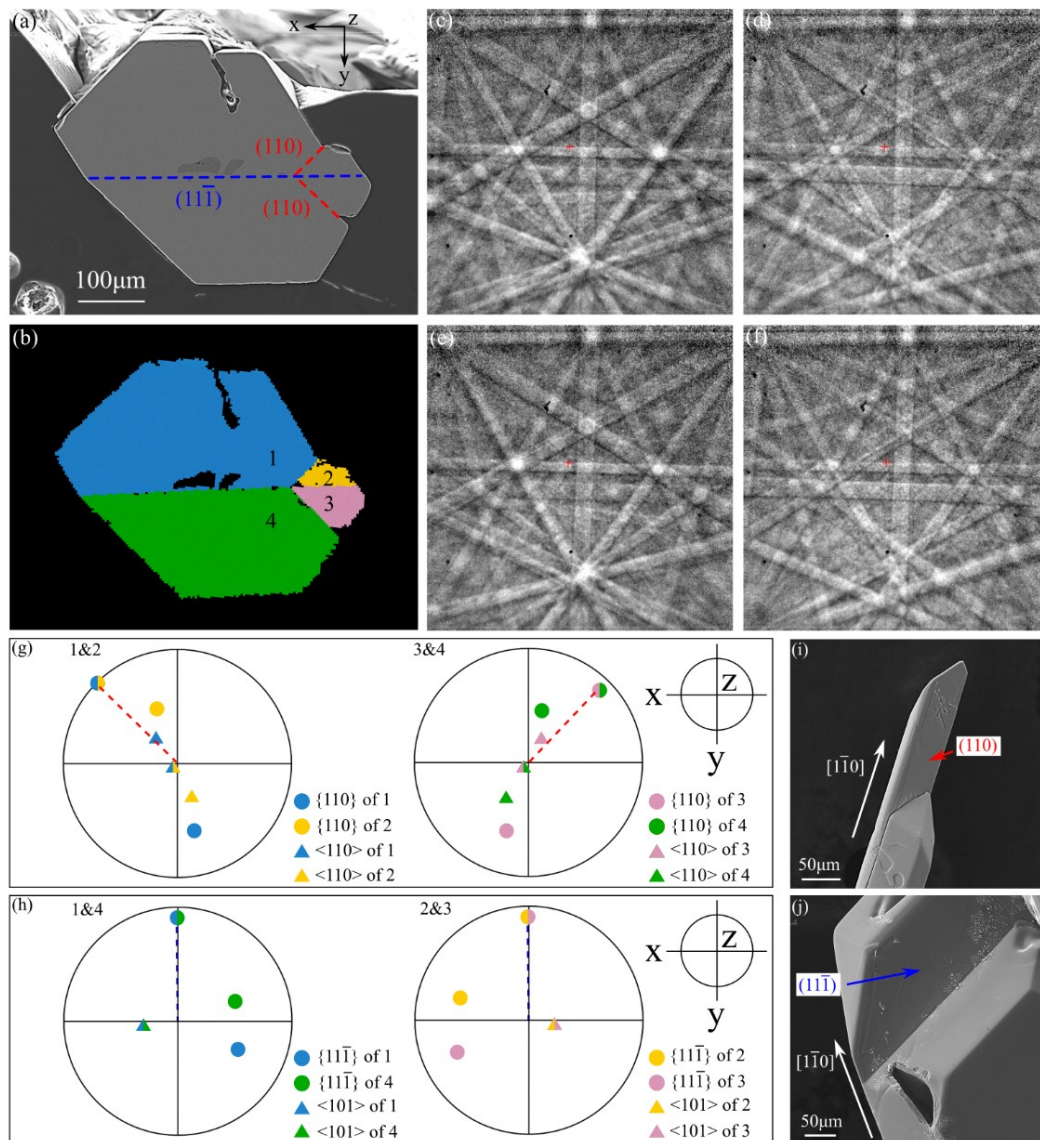 (a)
x
z
y
(110)
(11̅1̅)
(110)
100μm
(b)
1
2
3
4
(c)
(d)
(e)
(f)
(g)
1&2
{110} of 1
{110} of 2
<110> of 1
<110> of 2
3&4
x
z
y
{110} of 3
{110} of 4
<110> of 3
<110> of 4
(h)
1&4
{111̅} of 1
{111̅} of 4
<101> of 1
<101> of 4
2&3
x
z
y
{111̅} of 2
{111̅} of 3
<101> of 2
<101> of 3
(i)
[11̅0]
(110)
50μm
(j)
(111̅)
[11̅0]
50μm